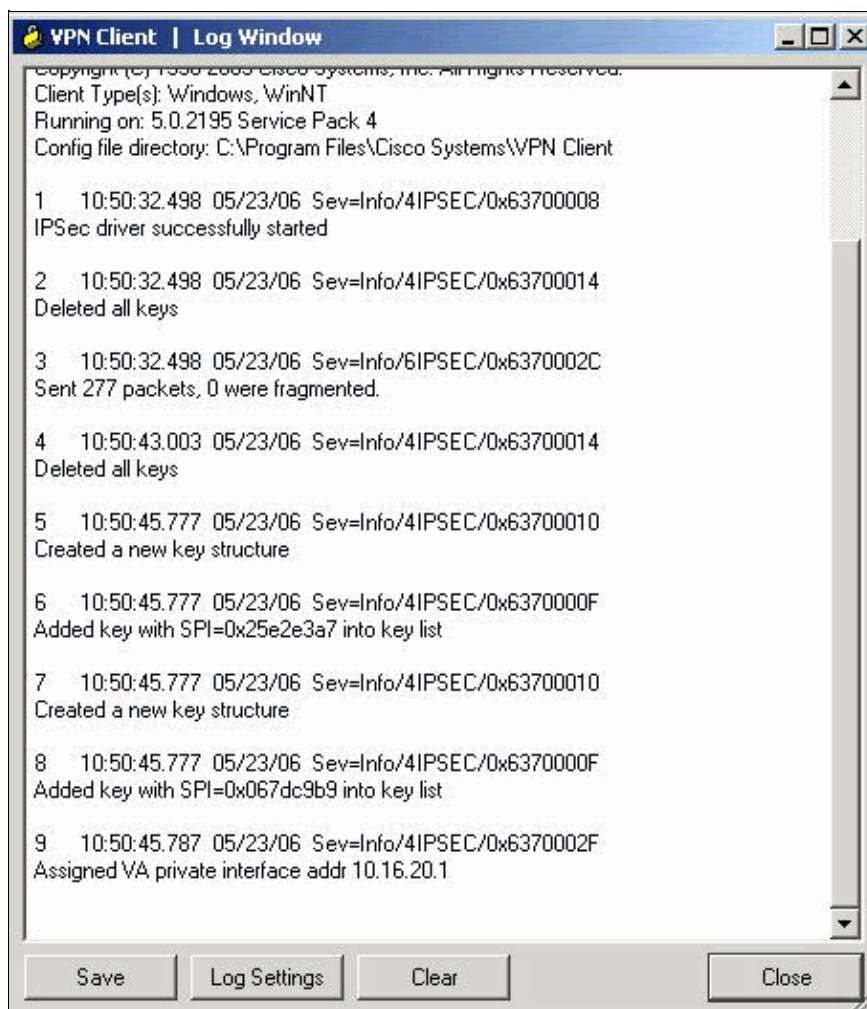 VPN Client | Log Window
Client Type(s): Windows, WinNT
Running on: 5.0.2195 Service Pack 4
Config file directory: C:\Program Files\Cisco Systems\VPN Client
1 10:50:32.498 05/23/06 Sev=Info/4IPSEC/0x63700008
IPSec driver successfully started
2 10:50:32.498 05/23/06 Sev=Info/4IPSEC/0x63700014
Deleted all keys
3 10:50:32.498 05/23/06 Sev=Info/6IPSEC/0x6370002C
Sent 277 packets, 0 were fragmented.
4 10:50:43.003 05/23/06 Sev=Info/4IPSEC/0x63700014
Deleted all keys
5 10:50:45.777 05/23/06 Sev=Info/4IPSEC/0x63700010
Created a new key structure
6 10:50:45.777 05/23/06 Sev=Info/4IPSEC/0x6370000F
Added key with SPI=0x25e2e3a7 into key list
7 10:50:45.777 05/23/06 Sev=Info/4IPSEC/0x63700010
Created a new key structure
8 10:50:45.777 05/23/06 Sev=Info/4IPSEC/0x6370000F
Added key with SPI=0x067dc9b9 into key list
9 10:50:45.787 05/23/06 Sev=Info/4IPSEC/0x6370002F
Assigned VA private interface addr 10.16.20.1
Save Log Settings Clear Close